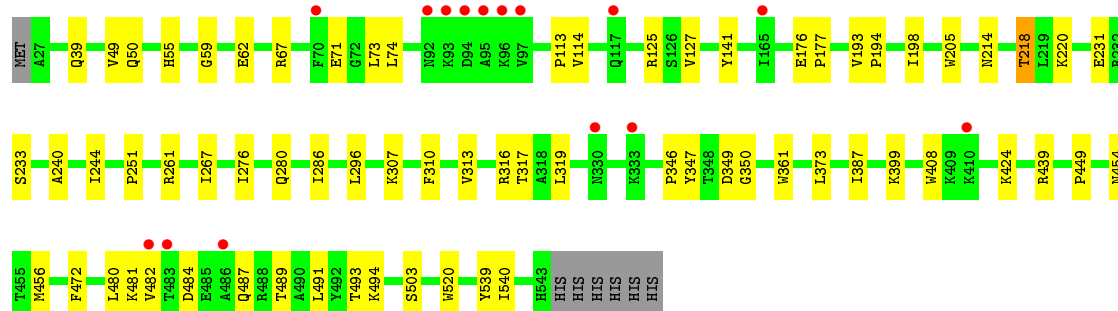 MET A27 Q39 V49 Q50 H55 G59 E62 R67 F70 E71 G72 L73 L74 N92 K93 D94 A95 K96 V97 P113 V114 Q117 R125 S126 V127 Y141 I165 E176 P177 V193 P194 I198 W205 N214 T218 L219 K220 E231 R232
S233 A240 I244 P251 R261 I267 I276 Q280 I286 L296 K307 F310 V313 R316 T317 A318 L319 N330 K333 P346 Y347 T348 D349 G350 W361 L373 I387 K399 W408 K409 K410 K424 R439 P449 N454
T455 M456 F472 L480 K481 V482 T483 D484 E485 A486 Q487 R488 T489 A490 L491 Y492 T493 K494 S503 W520 Y539 I540 H543 HIS HIS HIS HIS HIS